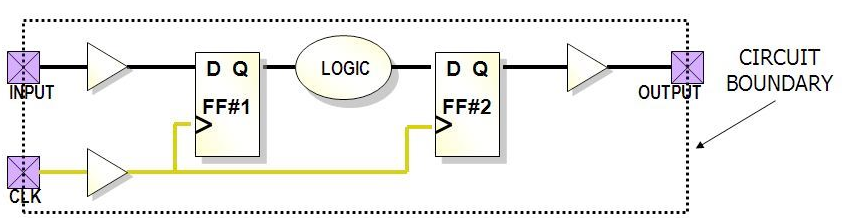 INPUT
D Q
FF#1
LOGIC
D Q
FF#2
OUTPUT
CIRCUIT
BOUNDARY
CLK